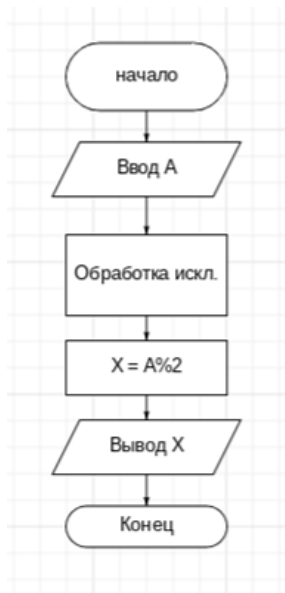 начало
Ввод А
Обработка искл.
X = A%2
Вывод X
Конец